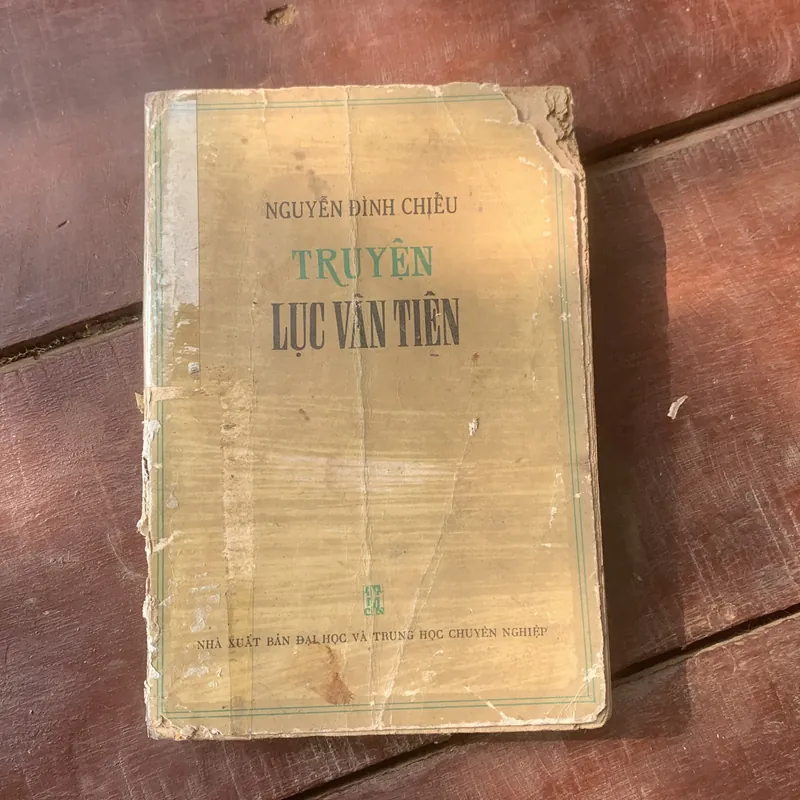 NGUYỄN ĐÌNH CHIỂU
TRUYỆN
LỤC VÂN TIÊN
NHÀ XUẤT BẢN ĐẠI HỌC VÀ TRUNG HỌC CHUYÊN NGHIỆP